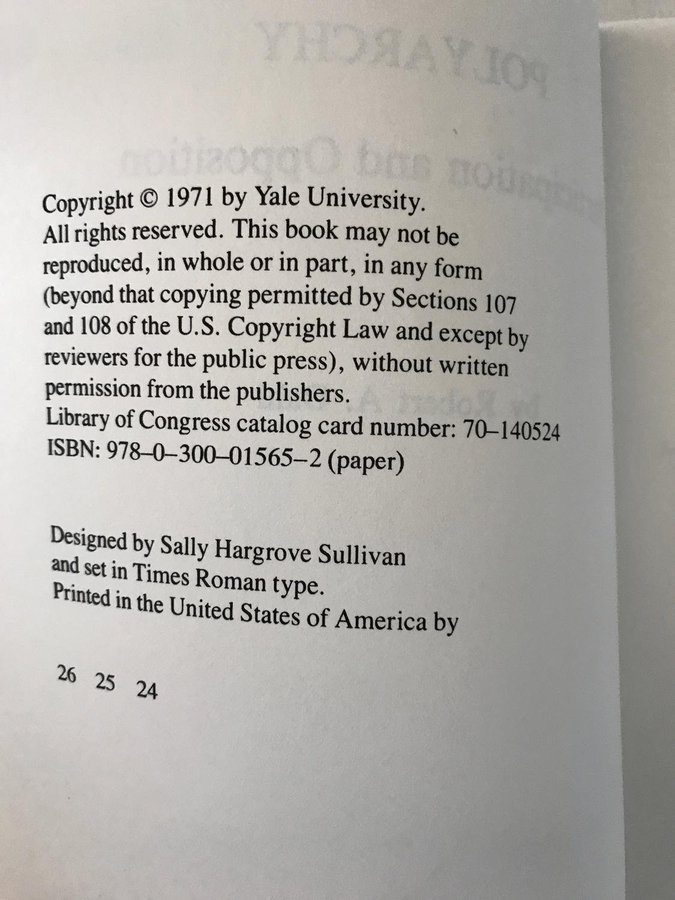 POLYARCHY
and Opposition
Copyright © 1971 by Yale University.
All rights reserved. This book may not be
reproduced, in whole or in part, in any form
(beyond that copying permitted by Sections 107
and 108 of the U.S. Copyright Law and except by
reviewers for the public press), without written
permission from the publishers.
Library of Congress catalog card number: 70–140524
ISBN: 978–0–300–01565–2 (paper)
Designed by Sally Hargrove Sullivan
and set in Times Roman type.
Printed in the United States of America by
26 25 24